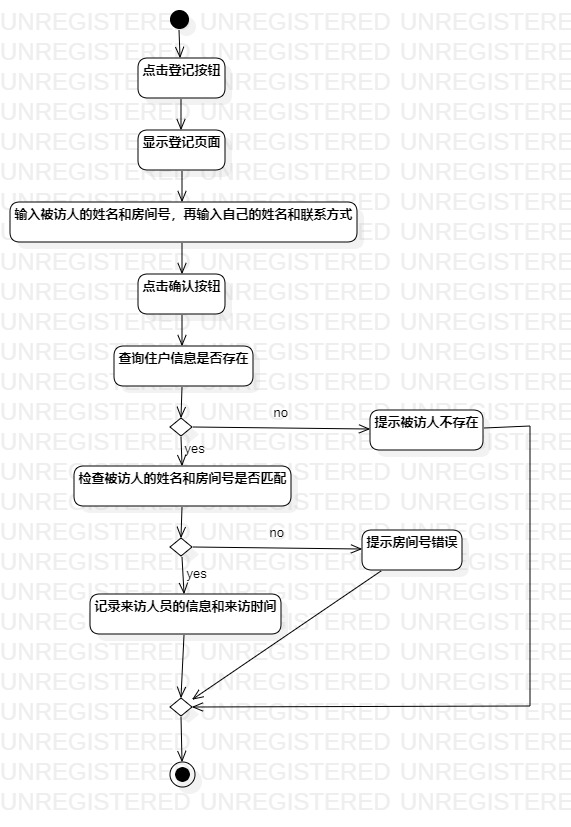 点击登记按钮
显示登记页面
输入被访人的姓名和房间号，再输入自己的姓名和联系方式
点击确认按钮
查询住户信息是否存在
no
提示被访人不存在
yes
检查被访人的姓名和房间号是否匹配
no
提示房间号错误
yes
记录来访人员的信息和来访时间
UNREGISTERED UNREGISTERED UNREGISTERE